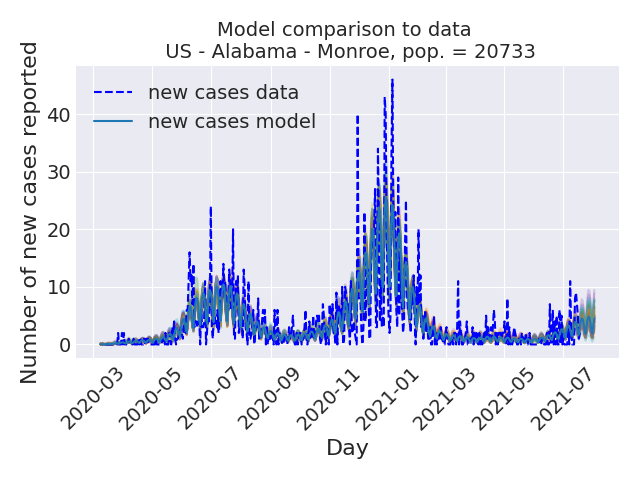 Model comparison to data
US - Alabama - Monroe, pop. = 20733
Number of new cases reported
new cases data
new cases model
40
30
20
10
0
2020-03
2020-05
2020-07
2020-09
2020-11
2021-01
2021-03
2021-05
2021-07
Day